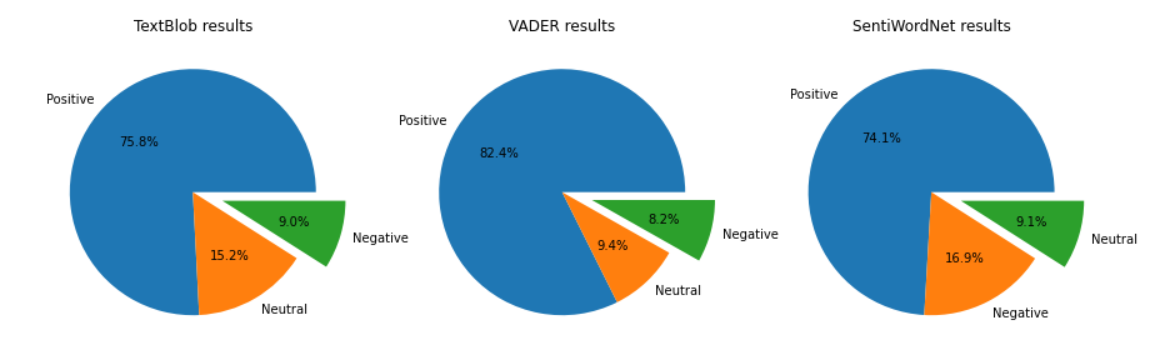 TextBlob results
Positive
75.8%
9.0%
Negative
15.2%
Neutral
VADER results
Positive
82.4%
8.2%
Negative
9.4%
Neutral
SentiWordNet results
Positive
74.1%
9.1%
Neutral
16.9%
Negative